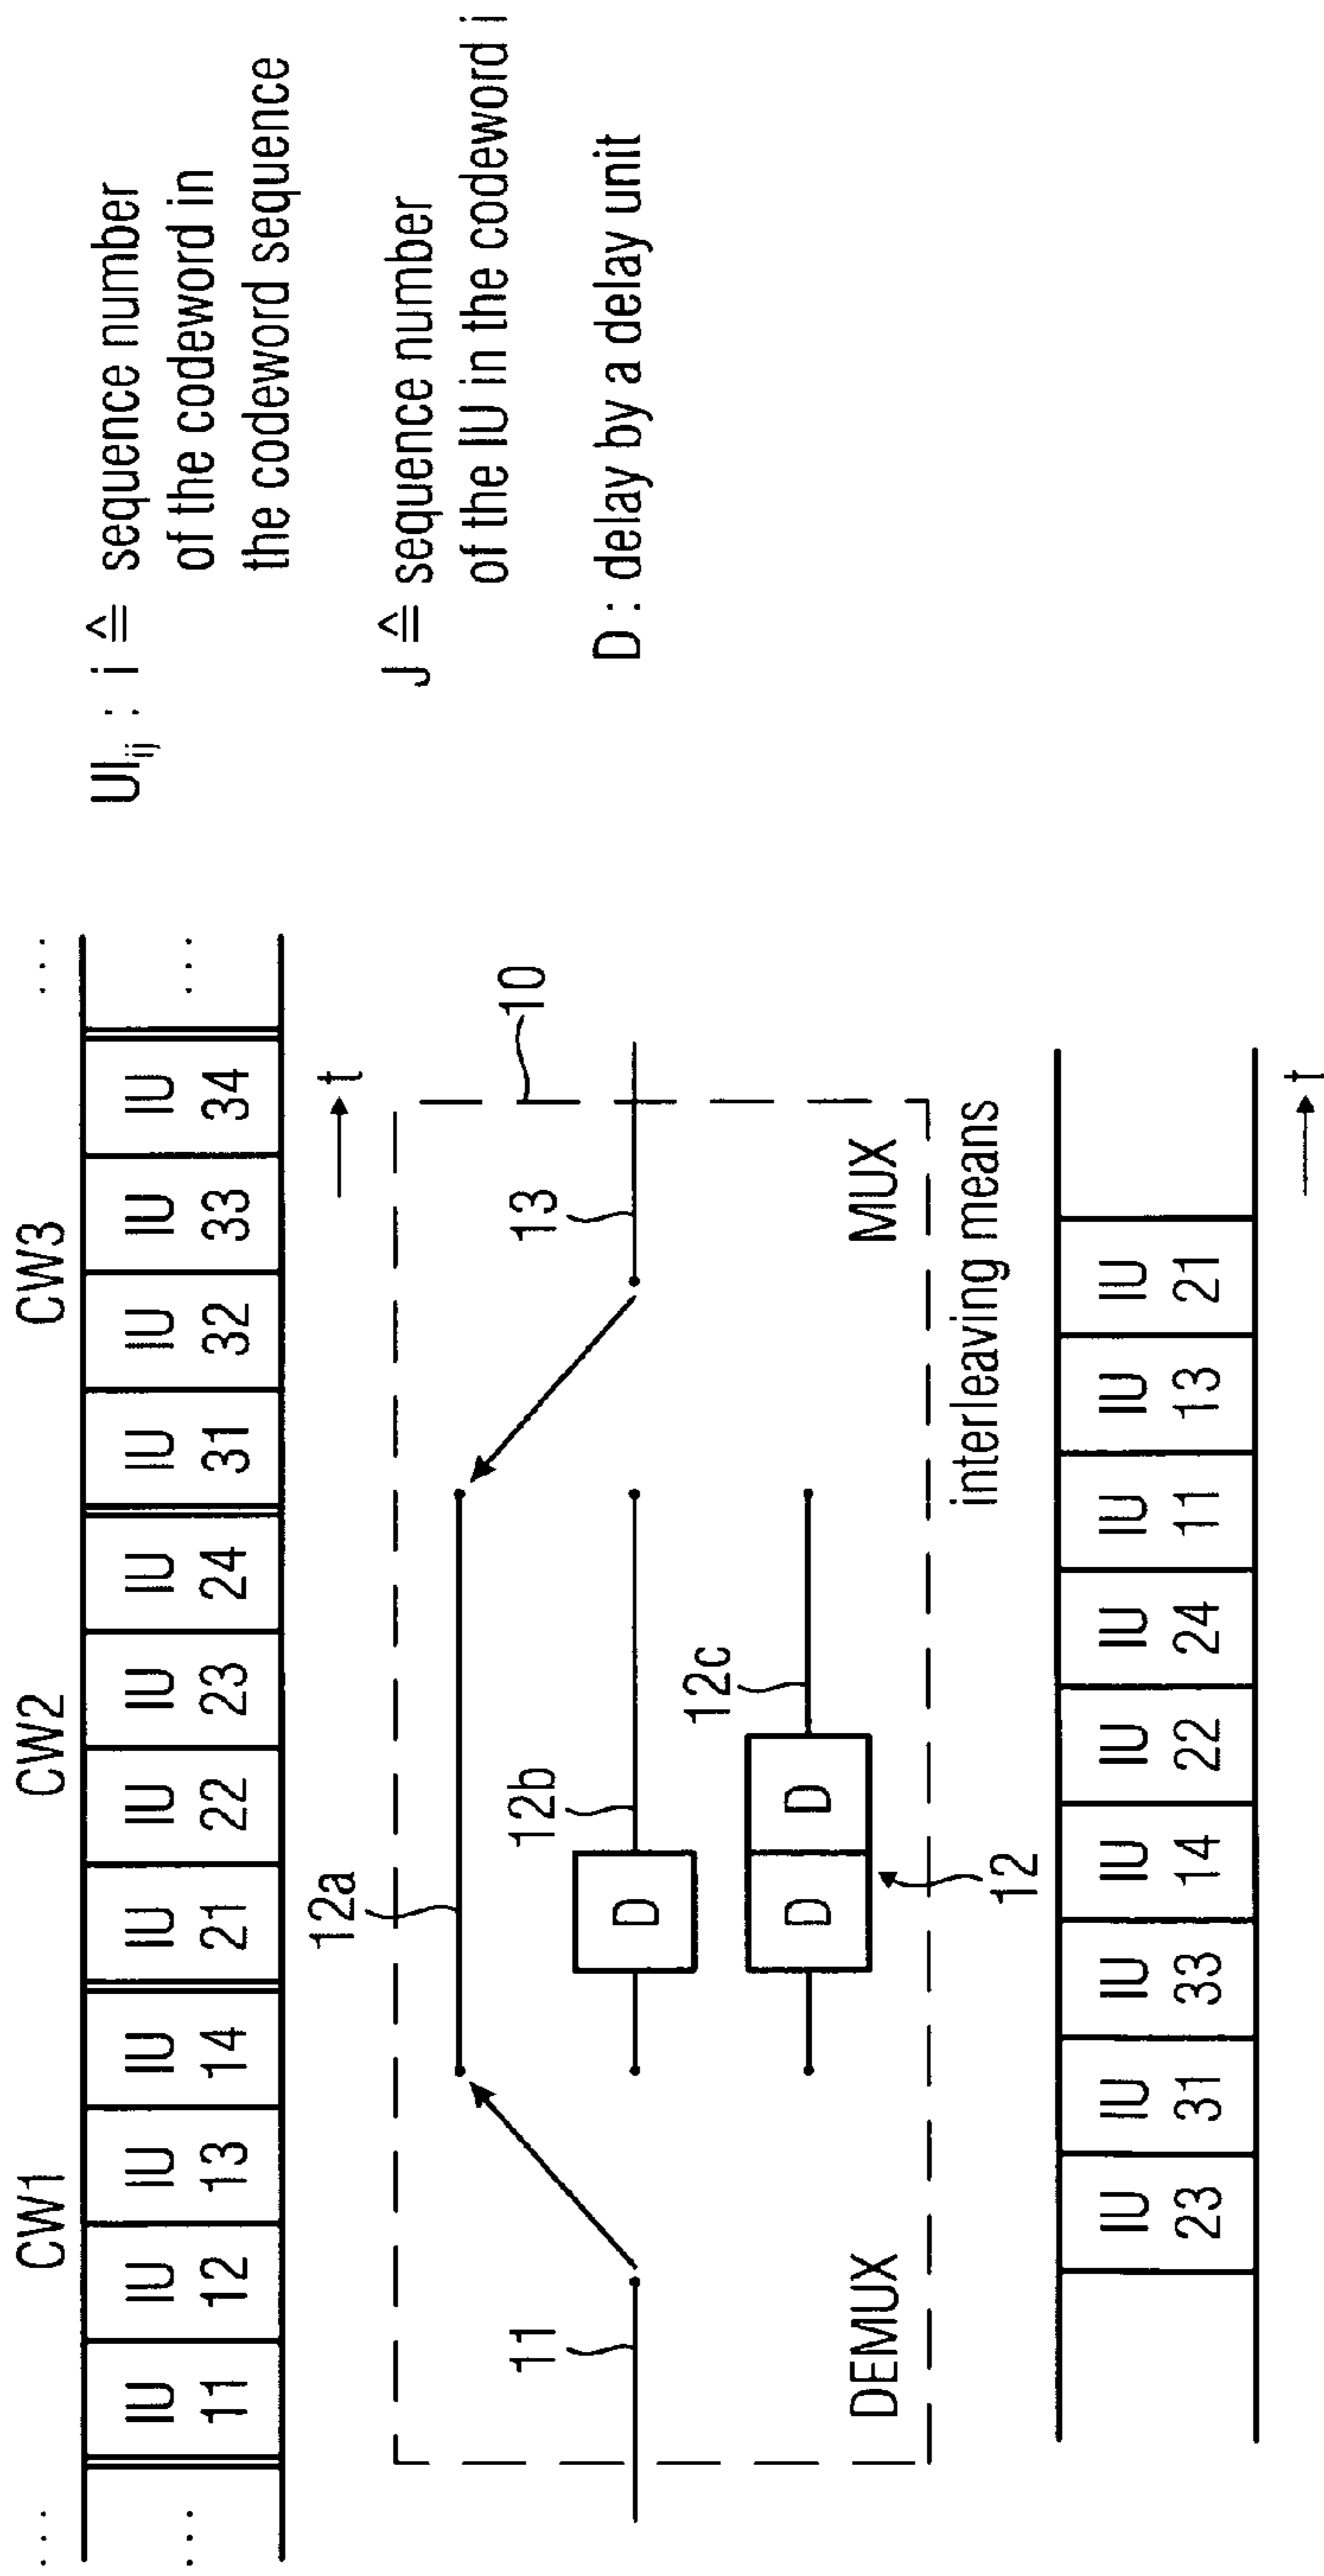 ... CW1 CW2 CW3 ...
... IU 11 IU 12 IU 13 IU 14 IU 21 IU 22 IU 23 IU 24 IU 31 IU 32 IU 33 IU 34 ...
t
UI_ij : i ≙ sequence number
of the codeword in
the codeword sequence
J ≙ sequence number
of the IU in the codeword i
D : delay by a delay unit
10
12a
11
12b
13
D
12c
D D
DEMUX
MUX
12
interleaving means
IU 23 IU 31 IU 33 IU 14 IU 22 IU 24 IU 11 IU 13 IU 21
t